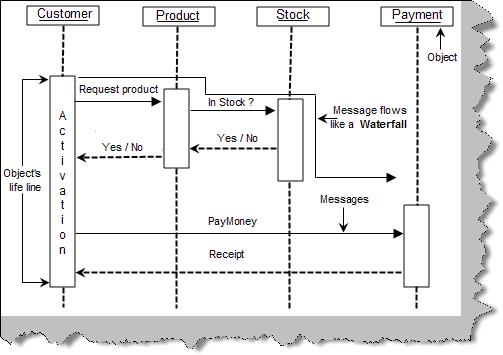 Customer
Product
Stock
Payment
Object
Request product
In Stock ?
Message flows
like a Waterfall
Yes / No
Yes / No
Object's
life line
Activation
Messages
PayMoney
Receipt